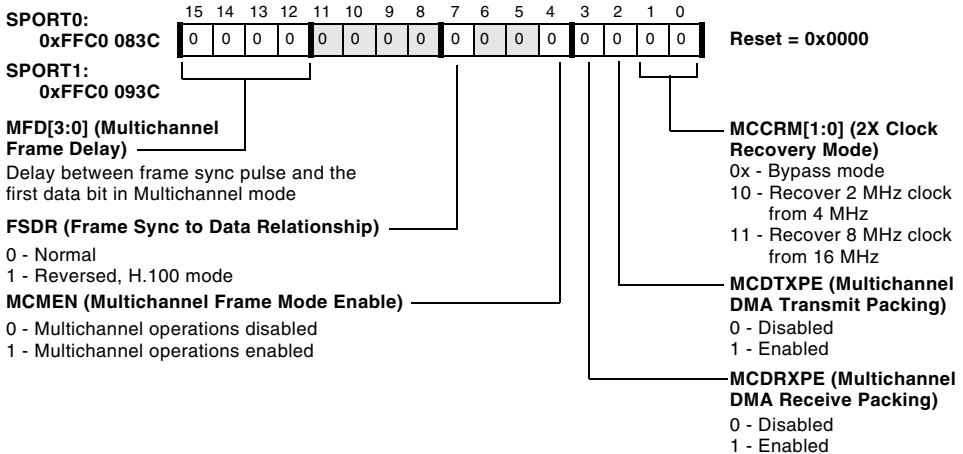 SPORT0:
0xFFC0 083C
15 14 13 12 11 10 9 8 7 6 5 4 3 2 1 0
0 0 0 0 0 0 0 0 0 0 0 0 0 0 0 0
Reset = 0x0000
SPORT1:
0xFFC0 093C
MFD[3:0] (Multichannel
Frame Delay)
Delay between frame sync pulse and the
first data bit in Multichannel mode
FSDR (Frame Sync to Data Relationship)
0 - Normal
1 - Reversed, H.100 mode
MCMEN (Multichannel Frame Mode Enable)
0 - Multichannel operations disabled
1 - Multichannel operations enabled
MCCRM[1:0] (2X Clock
Recovery Mode)
0x - Bypass mode
10 - Recover 2 MHz clock
from 4 MHz
11 - Recover 8 MHz clock
from 16 MHz
MCDTXPE (Multichannel
DMA Transmit Packing)
0 - Disabled
1 - Enabled
MCDRXPE (Multichannel
DMA Receive Packing)
0 - Disabled
1 - Enabled